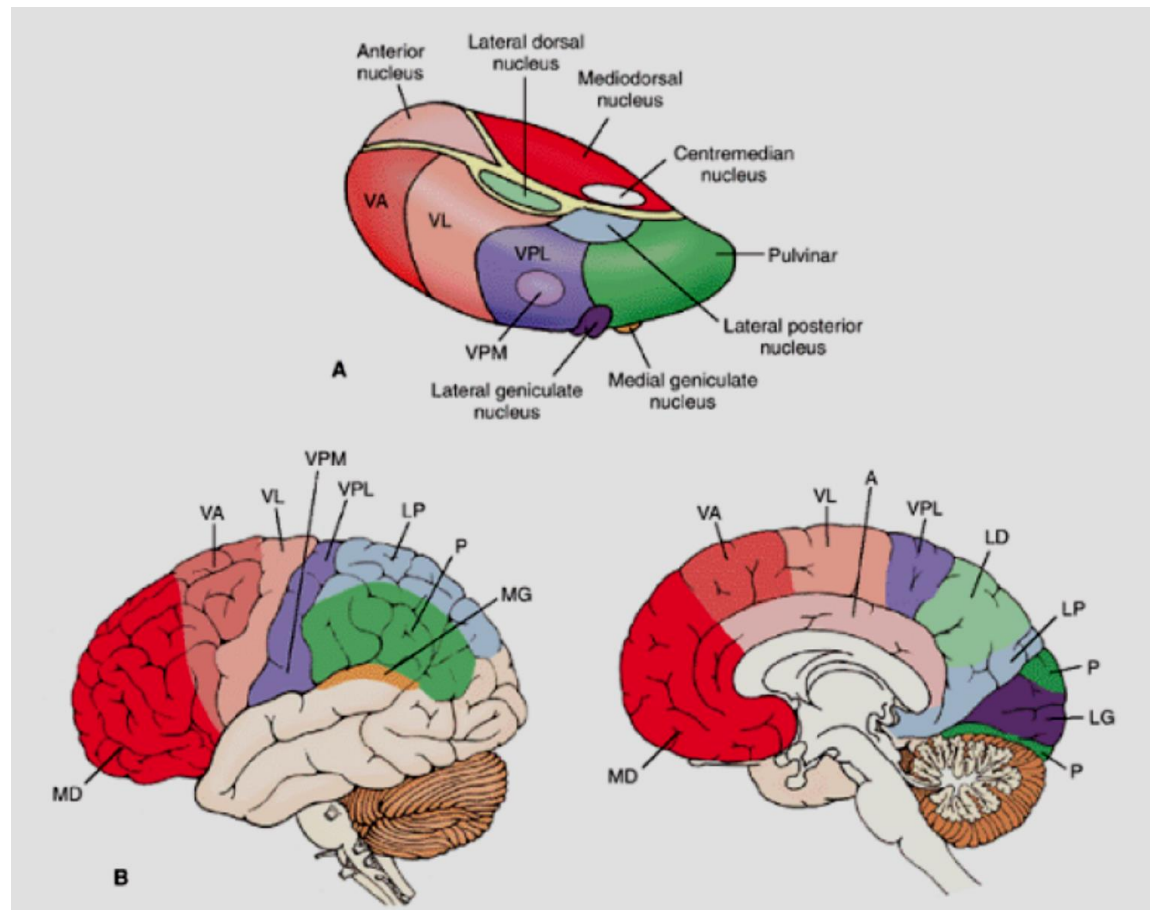 Anterior
nucleus
Lateral dorsal
nucleus
Mediodorsal
nucleus
Centremedian
nucleus
VA
VL
VPL
Pulvinar
Lateral posterior
nucleus
VPM
Lateral geniculate
nucleus
Medial geniculate
nucleus
A
VPM
VA
VL
VPL
LP
P
MG
MD
B
VA
VL
A
VPL
LD
LP
P
LG
P
MD